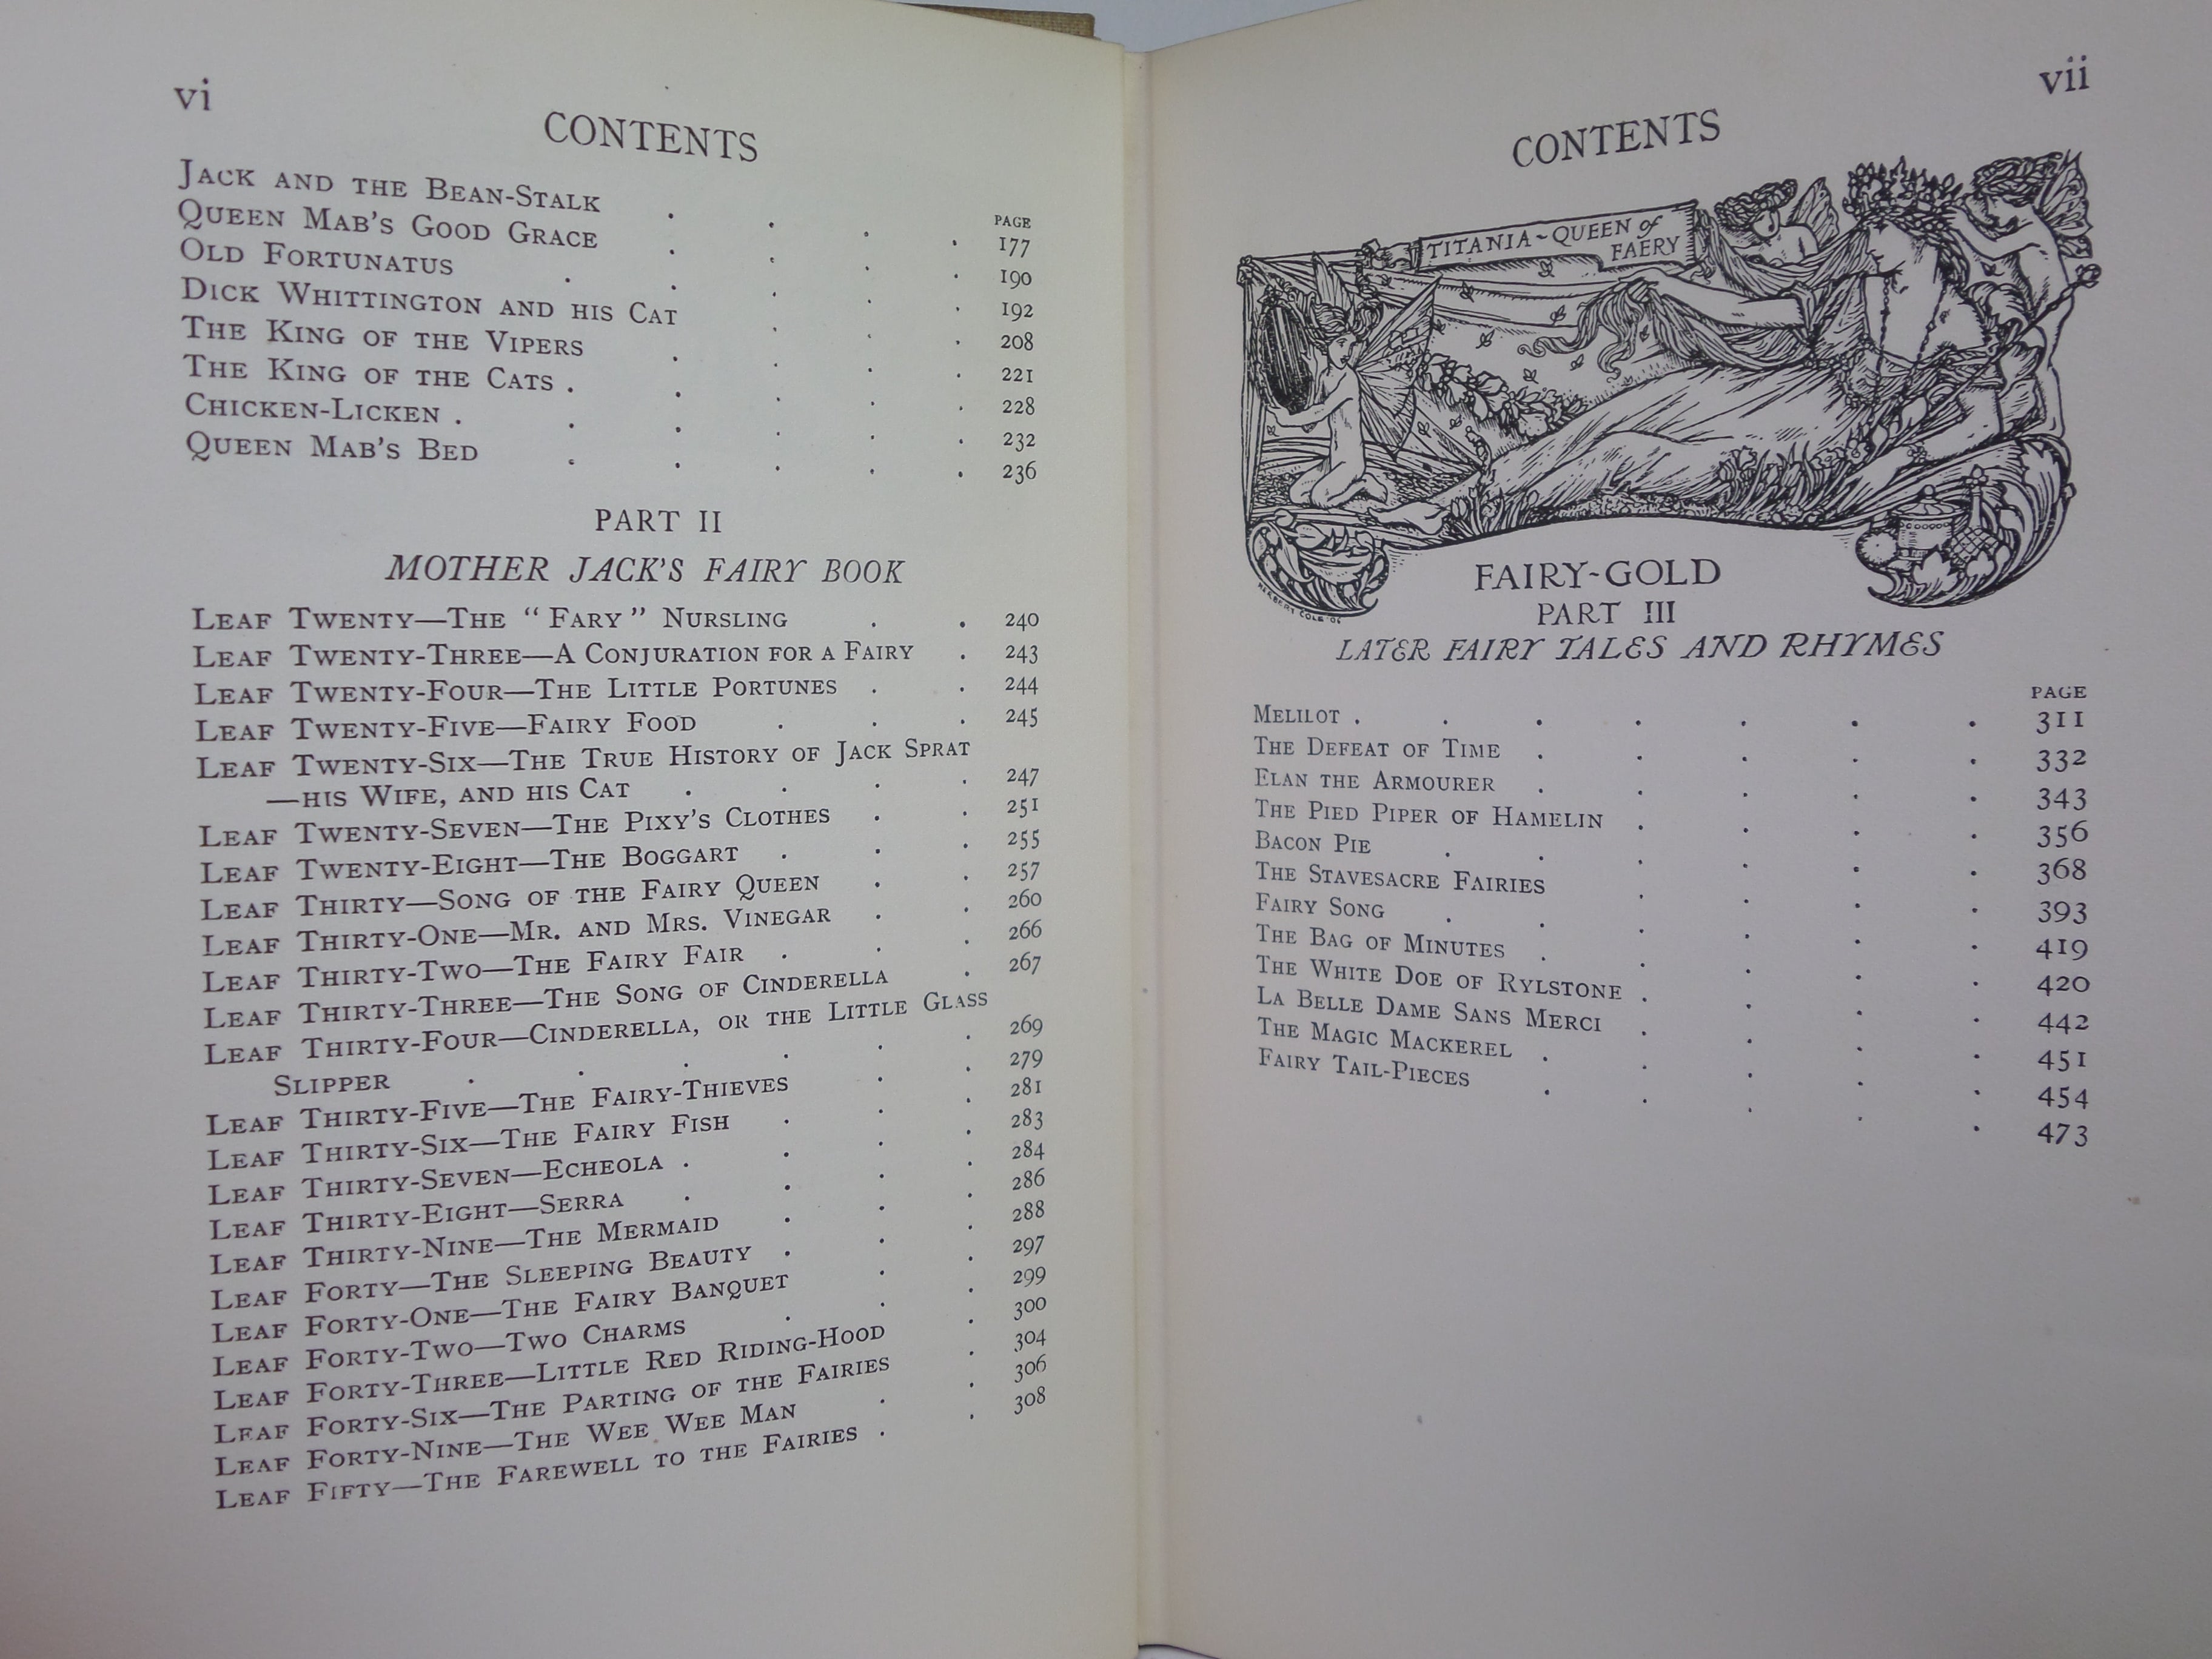 vi
CONTENTS
PAGE
JACK AND THE BEAN-STALK . . . . 177
QUEEN MAB'S GOOD GRACE . . . . 190
OLD FORTUNATUS . . . . . 192
DICK WHITTINGTON AND HIS CAT . . . 208
THE KING OF THE VIPERS . . . . 221
THE KING OF THE CATS . . . . . 228
CHICKEN-LICKEN . . . . . . 232
QUEEN MAB'S BED . . . . . 236
PART II
MOTHER JACK'S FAIRY BOOK
LEAF TWENTY—THE "FARY" NURSLING . . 240
LEAF TWENTY-THREE—A CONJURATION FOR A FAIRY . 243
LEAF TWENTY-FOUR—THE LITTLE PORTUNES . . 244
LEAF TWENTY-FIVE—FAIRY FOOD . . . 245
LEAF TWENTY-SIX—THE TRUE HISTORY OF JACK SPRAT
—HIS WIFE, AND HIS CAT . . . . 247
LEAF TWENTY-SEVEN—THE PIXY'S CLOTHES . . 251
LEAF TWENTY-EIGHT—THE BOGGART . . . 255
LEAF THIRTY—SONG OF THE FAIRY QUEEN . . 257
LEAF THIRTY-ONE—MR. AND MRS. VINEGAR . . 260
LEAF THIRTY-TWO—THE FAIRY FAIR . . . 266
LEAF THIRTY-THREE—THE SONG OF CINDERELLA . 267
LEAF THIRTY-FOUR—CINDERELLA, OR THE LITTLE GLASS
SLIPPER . . . . . . 269
LEAF THIRTY-FIVE—THE FAIRY-THIEVES . . 279
LEAF THIRTY-SIX—THE FAIRY FISH . . . 281
LEAF THIRTY-SEVEN—ECHEOLA . . . . 283
LEAF THIRTY-EIGHT—SERRA . . . . 284
LEAF THIRTY-NINE—THE MERMAID . . . 286
LEAF FORTY—THE SLEEPING BEAUTY . . . 288
LEAF FORTY-ONE—THE FAIRY BANQUET . . 297
LEAF FORTY-TWO—TWO CHARMS . . . 299
LEAF FORTY-THREE—LITTLE RED RIDING-HOOD . 300
LEAF FORTY-SIX—THE PARTING OF THE FAIRIES . 304
LEAF FORTY-NINE—THE WEE WEE MAN . . 306
LEAF FIFTY—THE FAREWELL TO THE FAIRIES . . 308
vii
CONTENTS
TITANIA~QUEEN of
FAERY
HERBERT COLE '06
FAIRY-GOLD
PART III
LATER FAIRY TALES AND RHYMES
PAGE
MELILOT . . . . . . . 311
THE DEFEAT OF TIME . . . . . 332
ELAN THE ARMOURER . . . . . 343
THE PIED PIPER OF HAMELIN . . . . 356
BACON PIE . . . . . . 368
THE STAVESACRE FAIRIES . . . . 393
FAIRY SONG . . . . . . 419
THE BAG OF MINUTES . . . . . 420
THE WHITE DOE OF RYLSTONE . . . . 442
LA BELLE DAME SANS MERCI . . . . 451
THE MAGIC MACKEREL . . . . . 454
FAIRY TAIL-PIECES . . . . . 473